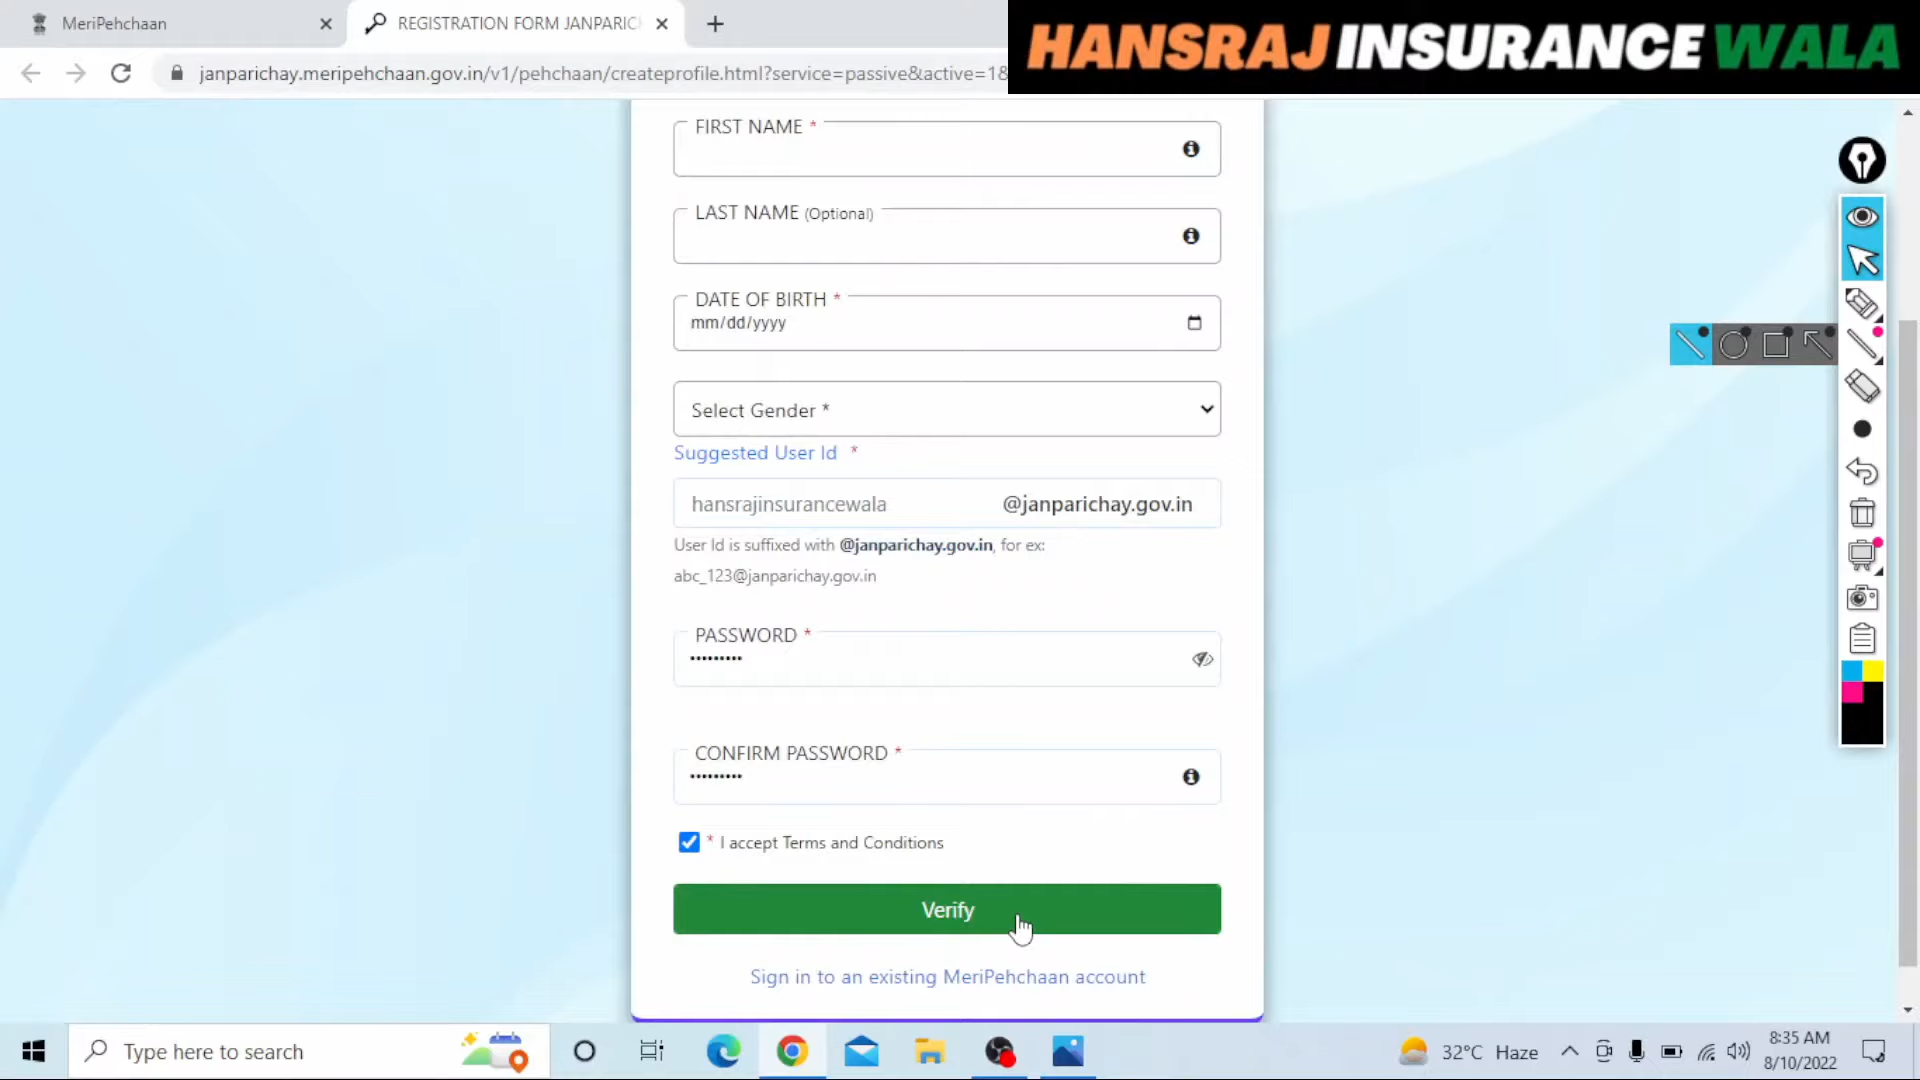 MeriPehchaan
REGISTRATION FORM JANPARICH
HANSRAJ INSURANCE WALA
janparichay.meripehchaan.gov.in/v1/pehchaan/createprofile.html?service=passive&active=18
FIRST NAME *
LAST NAME (Optional)
DATE OF BIRTH *
mm/dd/yyyy
Select Gender *
Suggested User Id *
hansrajinsurancewala @janparichay.gov.in
User Id is suffixed with @janparichay.gov.in, for ex:
abc_123@janparichay.gov.in
PASSWORD *
CONFIRM PASSWORD *
* I accept Terms and Conditions
Verify
Sign in to an existing MeriPehchaan account
Type here to search
32°C Haze
8:35 AM
8/10/2022